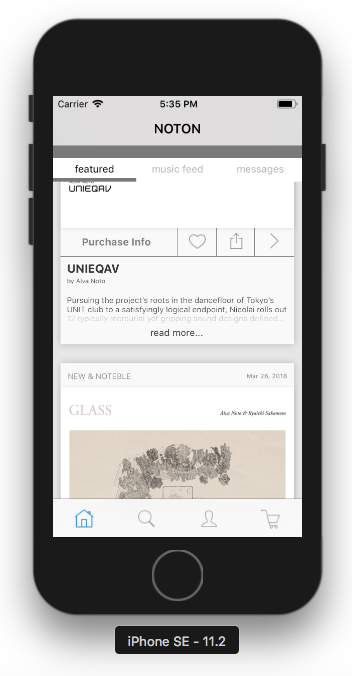 Carrier 5:35 PM
NOTON
featured music feed messages
UNIEQAV
Purchase Info
UNIEQAV
by Alva Noto
Pursuing the project's roots in the dancefloor of Tokyo's
UNIT club to a satisfyingly logical endpoint, Nicolai rolls out
12 typically mercurial yet gripping sound designs defined...
read more...
NEW & NOTEBLE Mar 26, 2018
GLASS Alva Noto & Ryuichi Sakamoto
iPhone SE - 11.2